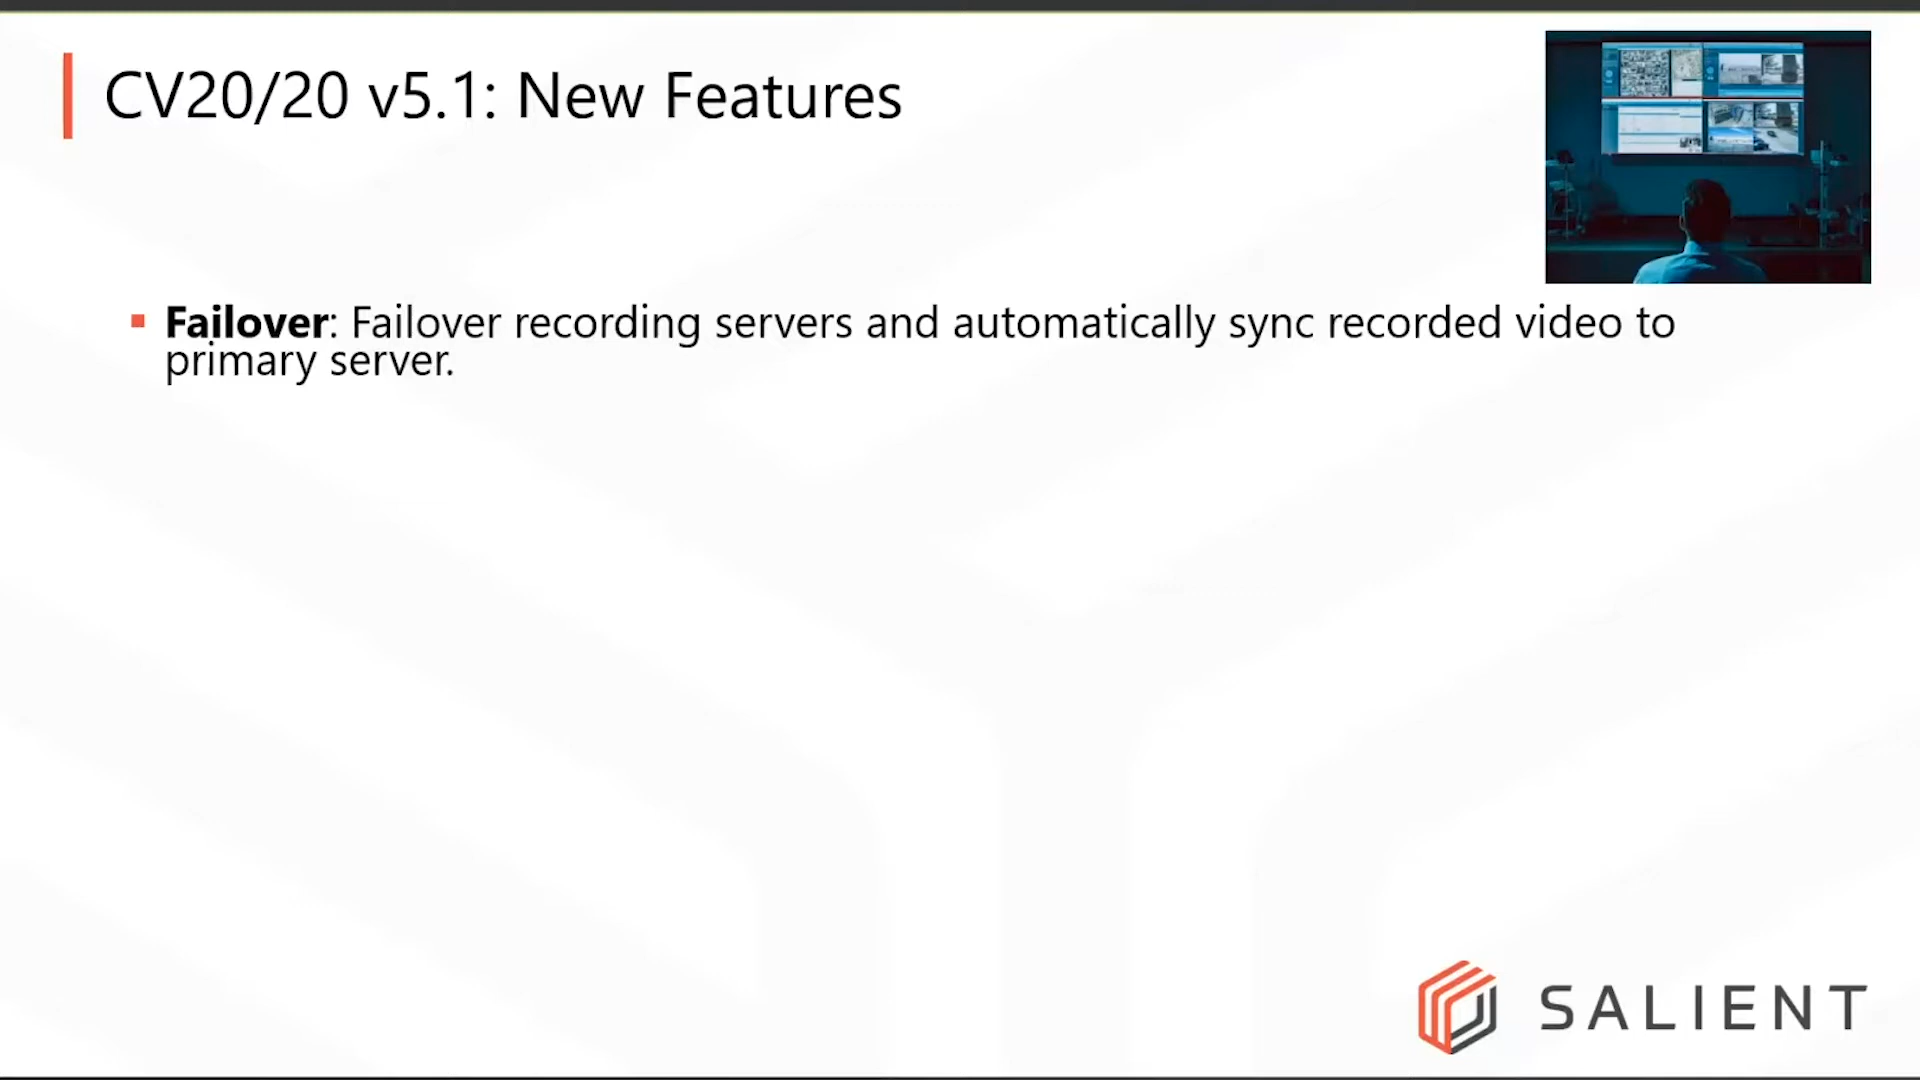 CV20/20 v5.1: New Features
▪ Failover: Failover recording servers and automatically sync recorded video to
primary server.
SALIENT